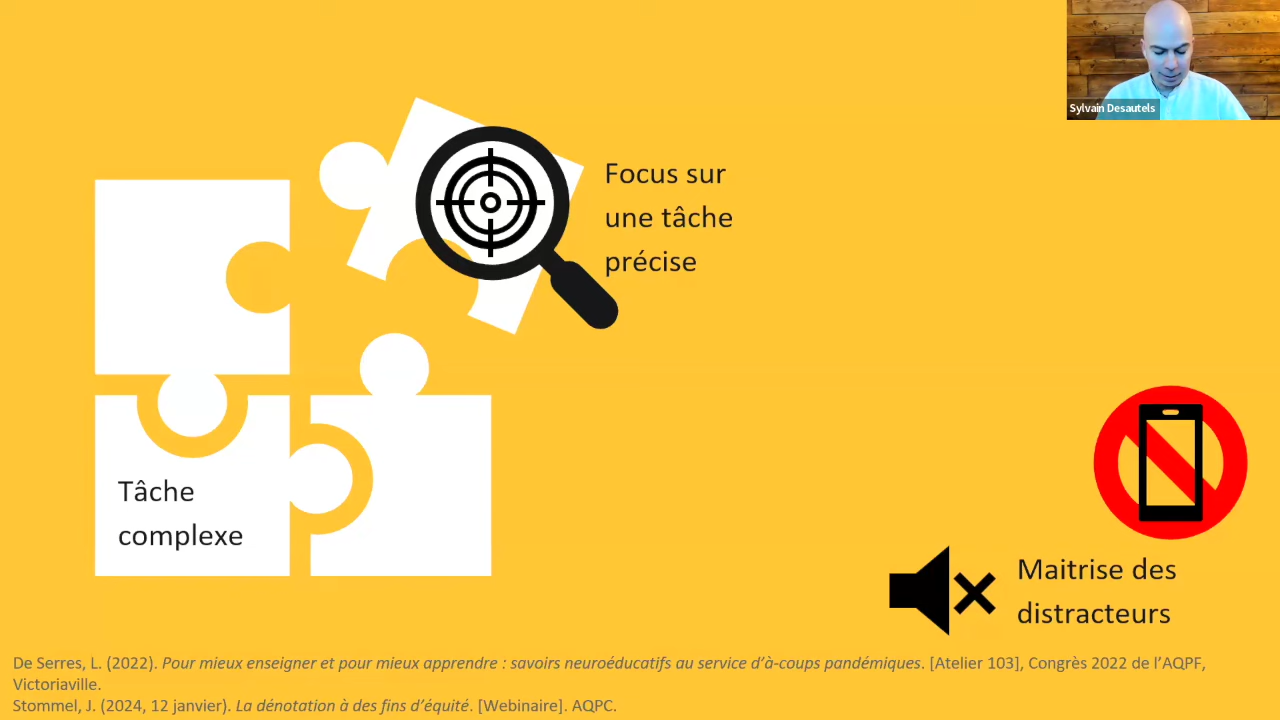 Sylvain Desautels
Focus sur
une tâche
précise
Tâche
complexe
Maitrise des
distracteurs
De Serres, L. (2022). Pour mieux enseigner et pour mieux apprendre : savoirs neuroéducatifs au service d’à-coups pandémiques. [Atelier 103], Congrès 2022 de l’AQPF,
Victoriaville.
Stommel, J. (2024, 12 janvier). La dénotation à des fins d’équité. [Webinaire]. AQPC.